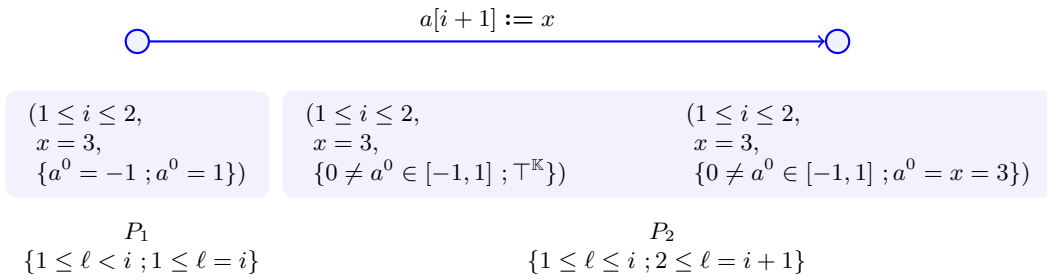 a[i + 1] := x
(1 ≤ i ≤ 2,
x = 3,
{a⁰ = −1 ; a⁰ = 1})
(1 ≤ i ≤ 2,
x = 3,
{0 ≠ a⁰ ∈ [−1, 1] ; ⊤ᴷ})
(1 ≤ i ≤ 2,
x = 3,
{0 ≠ a⁰ ∈ [−1, 1] ; a⁰ = x = 3})
P₁
{1 ≤ ℓ < i ; 1 ≤ ℓ = i}
P₂
{1 ≤ ℓ ≤ i ; 2 ≤ ℓ = i + 1}